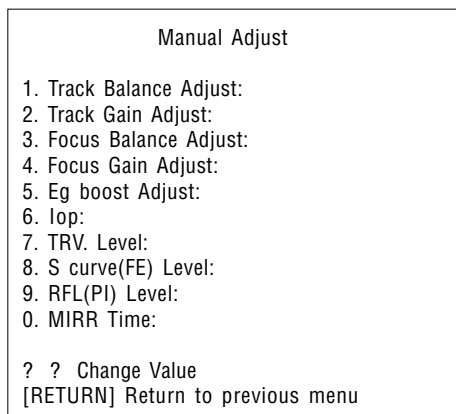 Manual Adjust
1. Track Balance Adjust:
2. Track Gain Adjust:
3. Focus Balance Adjust:
4. Focus Gain Adjust:
5. Eg boost Adjust:
6. Iop:
7. TRV. Level:
8. S curve(FE) Level:
9. RFL(PI) Level:
0. MIRR Time:
? ? Change Value
[RETURN] Return to previous menu